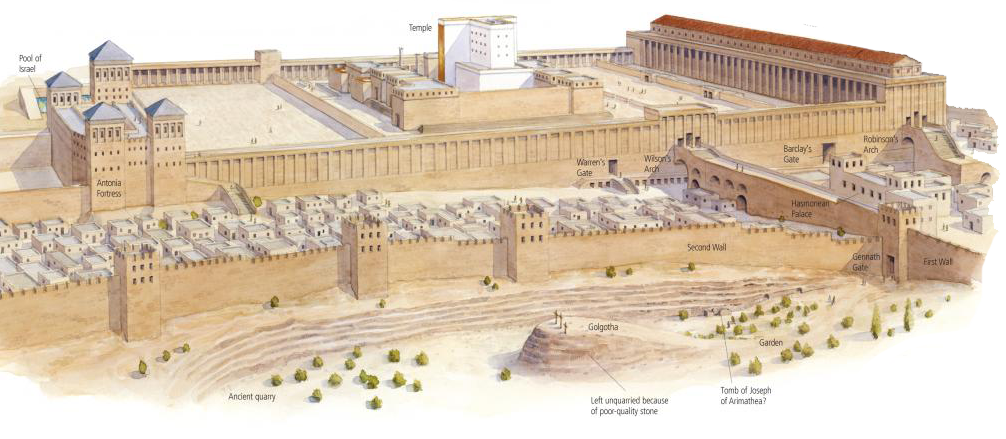 Temple
Pool of
Israel
Robinson's
Arch
Barclay's
Gate
Warren's
Gate
Wilson's
Arch
Antonia
Fortress
Hasmonean
Palace
Second Wall
Gennath
Gate
First Wall
Golgotha
Garden
Ancient quarry
Left unquarried because
of poor-quality stone
Tomb of Joseph
of Arimathea?